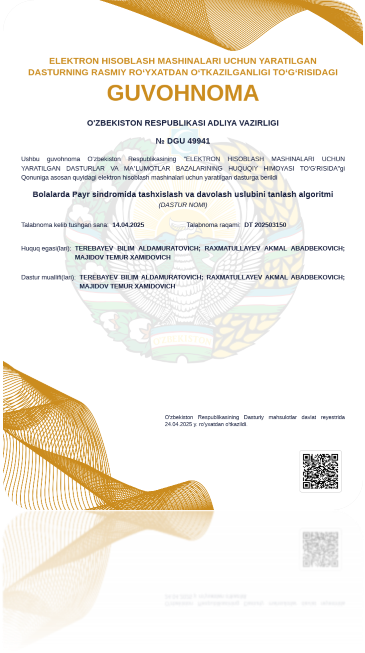 ELEKTRON HISOBLASH MASHINALARI UCHUN YARATILGAN
DASTURNING RASMIY RO‘YXATDAN O‘TKAZILGANLIGI TO‘G‘RISIDAGI
GUVOHNOMA
O‘ZBEKISTON RESPUBLIKASI ADLIYA VAZIRLIGI
№ DGU 49941
Ushbu guvohnoma O‘zbekiston Respublikasining "ELEKTRON HISOBLASH MASHINALARI UCHUN
YARATILGAN DASTURLAR VA MA’LUMOTLAR BAZALARINING HUQUQIY HIMOYASI TO‘G‘RISIDA"gi
Qonuniga asosan quyidagi elektron hisoblash mashinalari uchun yaratilgan dasturga berildi
Bolalarda Payr sindromida tashxislash va davolash uslubini tanlash algoritmi
(DASTUR NOMI)
Talabnoma kelib tushgan sana: 14.04.2025 Talabnoma raqami: DT 202503150
Huquq egasi(lari): TEREBAYEV BILIM ALDAMURATOVICH; RAXMATULLAYEV AKMAL ABADBEKOVICH;
MAJIDOV TEMUR XAMIDOVICH
Dastur muallifi(lari): TEREBAYEV BILIM ALDAMURATOVICH; RAXMATULLAYEV AKMAL ABADBEKOVICH;
MAJIDOV TEMUR XAMIDOVICH
O‘zbekiston Respublikasining Dasturiy mahsulotlar davlat reyestrida
24.04.2025 y. ro‘yxatdan o‘tkazildi.